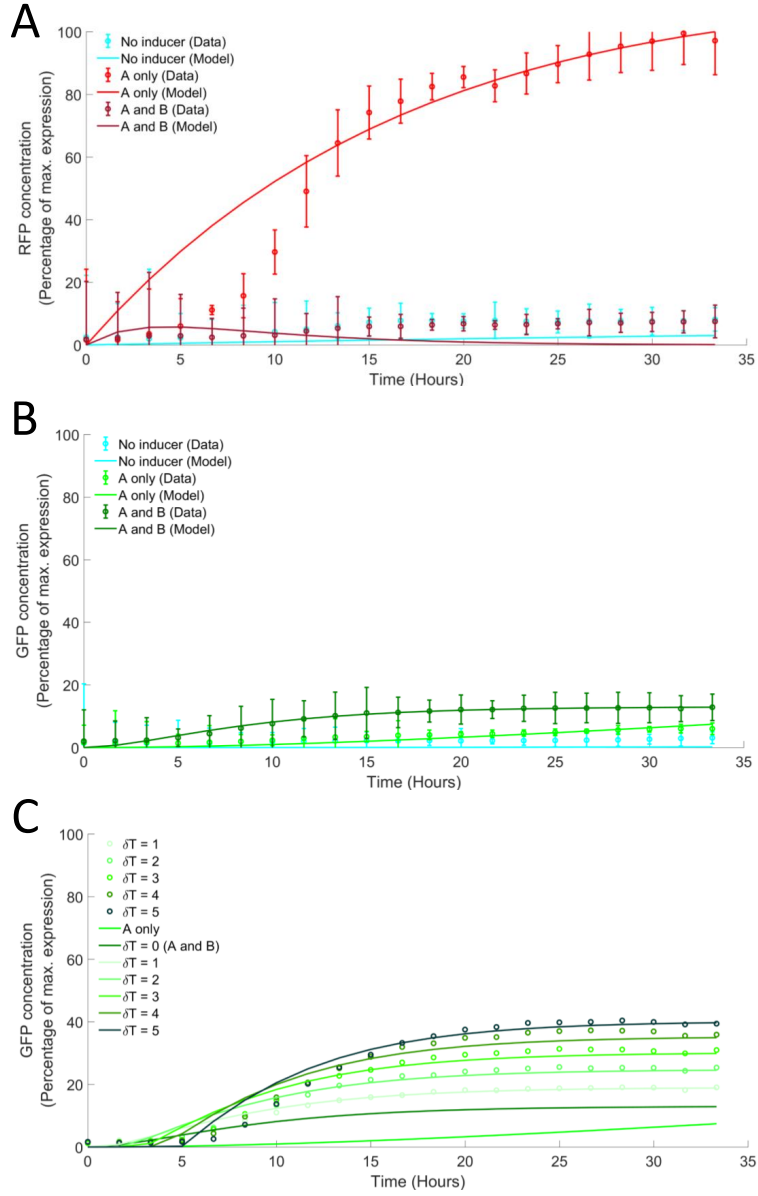 A
RFP concentration
(Percentage of max. expression)
100
80
60
40
20
0
No inducer (Data)
No inducer (Model)
A only (Data)
A only (Model)
A and B (Data)
A and B (Model)
0 5 10 15 20 25 30 35
Time (Hours)
B
GFP concentration
(Percentage of max. expression)
100
80
60
40
20
0
No inducer (Data)
No inducer (Model)
A only (Data)
A only (Model)
A and B (Data)
A and B (Model)
0 5 10 15 20 25 30 35
Time (Hours)
C
GFP concentration
(Percentage of max. expression)
100
80
60
40
20
0
δT = 1
δT = 2
δT = 3
δT = 4
δT = 5
A only
δT = 0 (A and B)
δT = 1
δT = 2
δT = 3
δT = 4
δT = 5
0 5 10 15 20 25 30 35
Time (Hours)